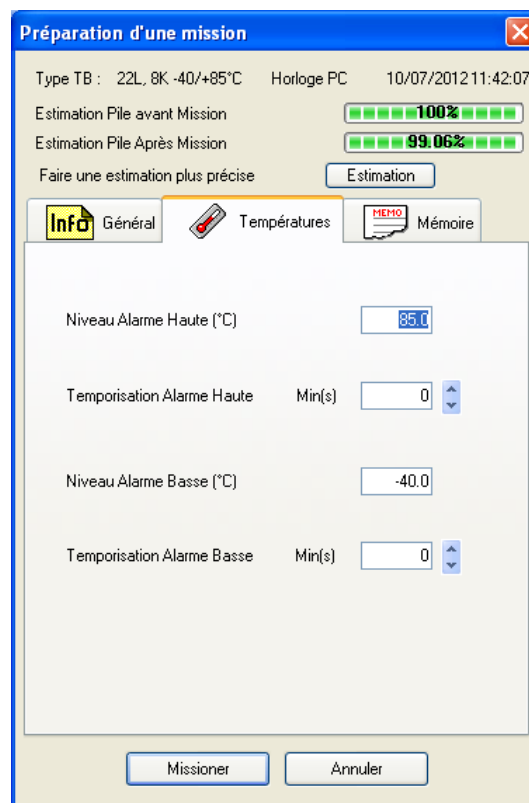 Préparation d'une mission
Type TB : 22L, 8K -40/+85°C Horloge PC 10/07/2012 11:42:07
Estimation Pile avant Mission 100%
Estimation Pile Après Mission 99.06%
Faire une estimation plus précise Estimation
Info Général Températures MEMO Mémoire
Niveau Alarme Haute (°C) 85.0
Temporisation Alarme Haute Min(s) 0
Niveau Alarme Basse (°C) -40.0
Temporisation Alarme Basse Min(s) 0
Missioner Annuler